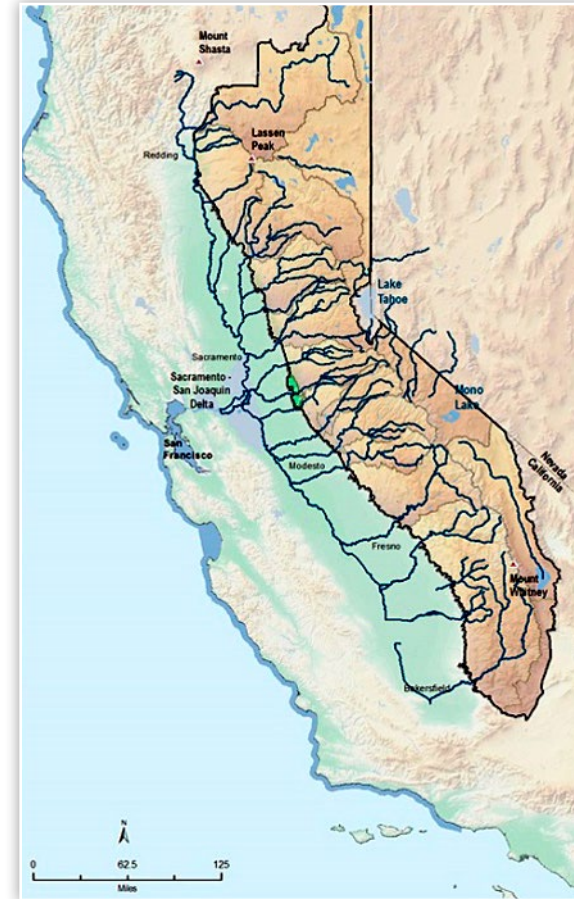 Mount
Shasta
Lassen
Peak
Redding
Lake
Tahoe
Sacramento
Sacramento -
San Joaquin
Delta
Mono
Lake
San
Francisco
Nevada
California
Modesto
Fresno
Mount
Whitney
Bakersfield
N
0 62.5 125
Miles